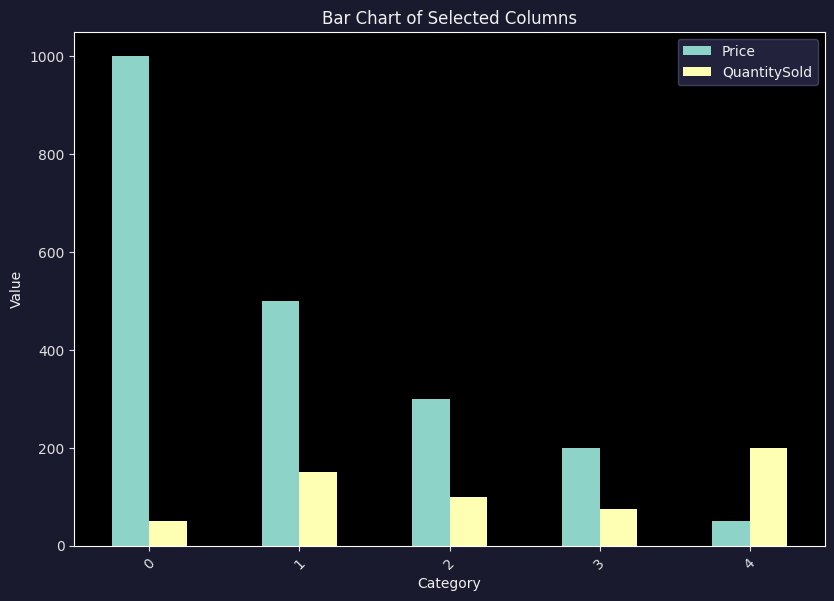 Bar Chart of Selected Columns
Price
QuantitySold
1000
800
600
400
200
0
Value
0
1
2
3
4
Category